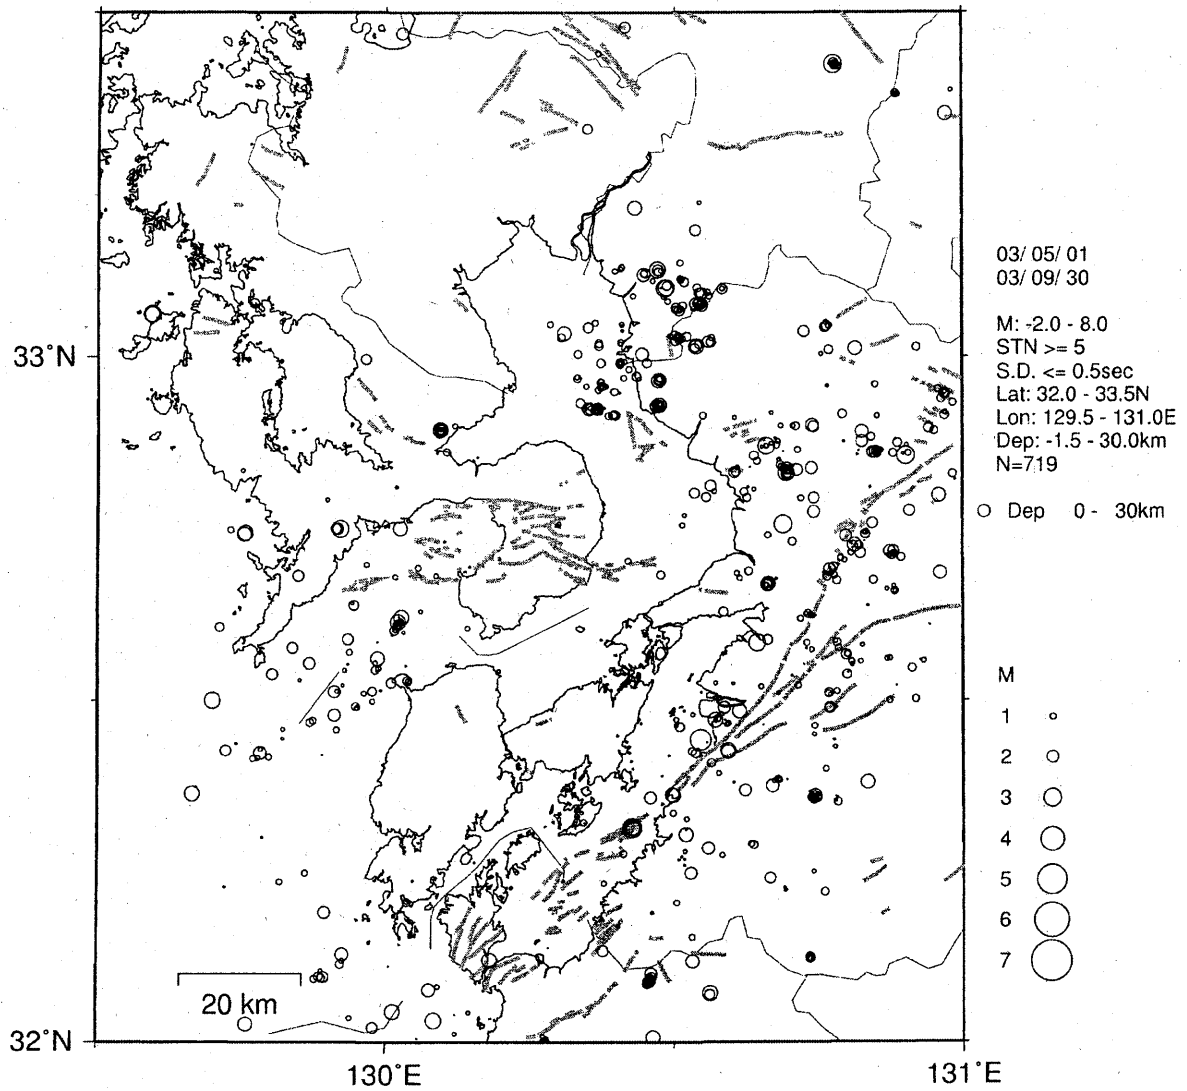 03/ 05/ 01
03/ 09/ 30
M: -2.0 - 8.0
STN >= 5
S.D. <= 0.5sec
Lat: 32.0 - 33.5N
Lon: 129.5 - 131.0E
Dep: -1.5 - 30.0km
N=719
Dep 0 - 30km
M
1
2
3
4
5
6
7
33˚N
20 km
32˚N
130˚E
131˚E